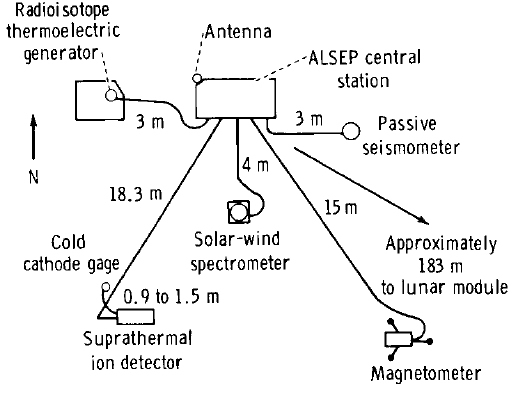 Radioisotope
thermoelectric
generator
Antenna
ALSEP central
station
3 m
3 m
Passive
seismometer
N
4 m
18.3 m
15 m
Cold
cathode gage
Solar-wind
spectrometer
Approximately
183 m
to lunar module
0.9 to 1.5 m
Suprathermal
ion detector
Magnetometer